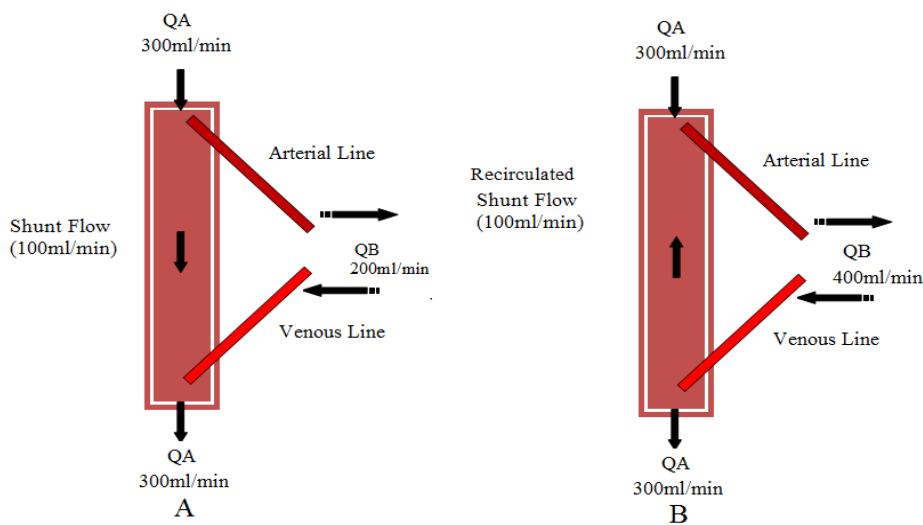 QA
300ml/min
Arterial Line
Shunt Flow
(100ml/min)
QB
200ml/min
Venous Line
QA
300ml/min
A
QA
300ml/min
Arterial Line
Recirculated
Shunt Flow
(100ml/min)
QB
400ml/min
Venous Line
QA
300ml/min
B